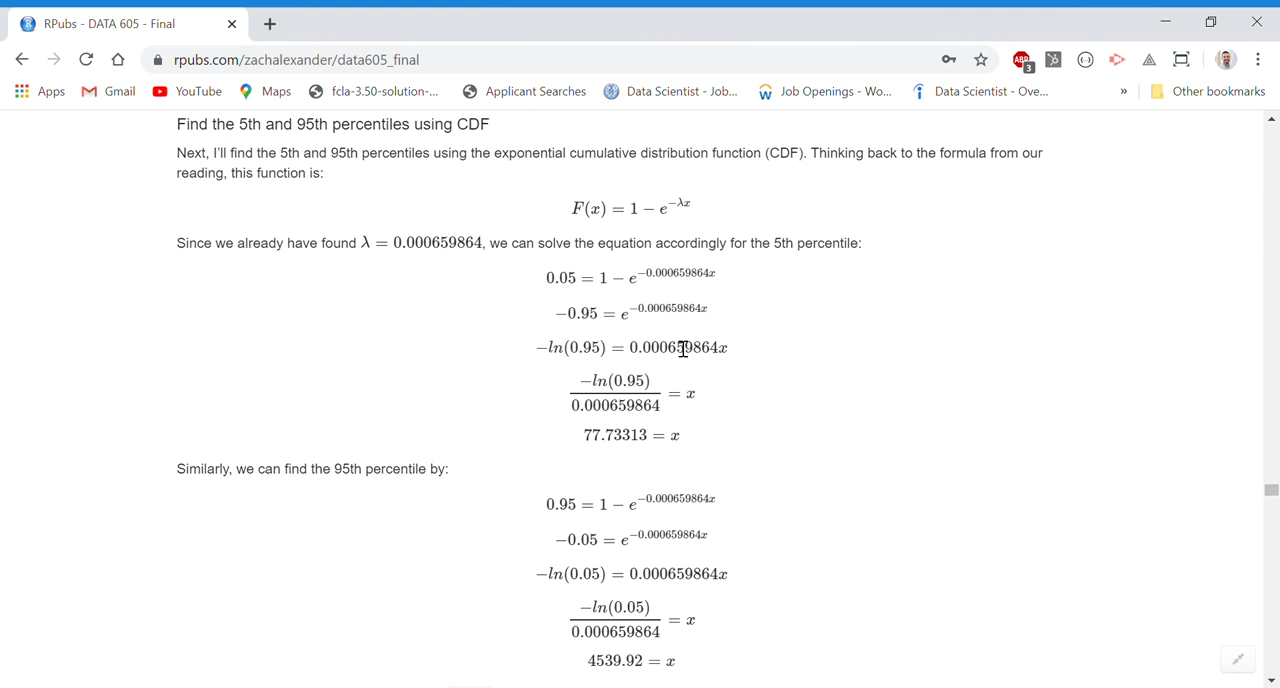 RPubs - DATA 605 - Final
rpubs.com/zachalexander/data605_final
ABP 3
Apps Gmail YouTube Maps fcla-3.50-solution-... Applicant Searches Data Scientist - Job... Job Openings - Wo... Data Scientist - Ove... » Other bookmarks
Find the 5th and 95th percentiles using CDF
Next, I'll find the 5th and 95th percentiles using the exponential cumulative distribution function (CDF). Thinking back to the formula from our
reading, this function is:
F(x) = 1 − e^{−λx}
Since we already have found λ = 0.000659864, we can solve the equation accordingly for the 5th percentile:
0.05 = 1 − e^{−0.000659864x}
−0.95 = e^{−0.000659864x}
−ln(0.95) = 0.000659864x
−ln(0.95)
0.000659864 = x
77.73313 = x
Similarly, we can find the 95th percentile by:
0.95 = 1 − e^{−0.000659864x}
−0.05 = e^{−0.000659864x}
−ln(0.05) = 0.000659864x
−ln(0.05)
0.000659864 = x
4539.92 = x